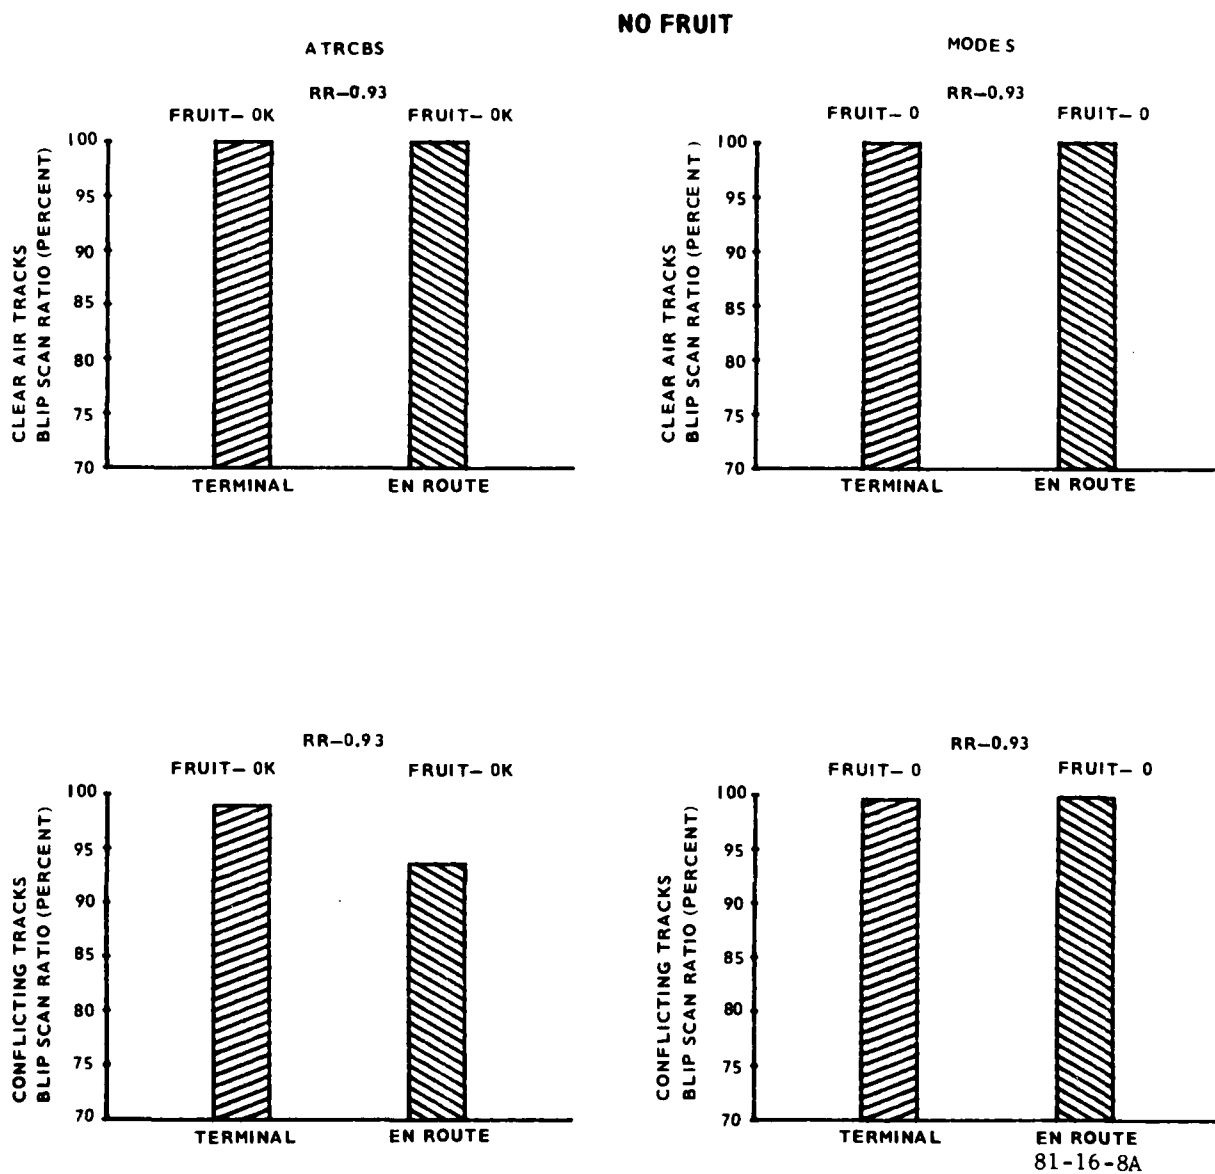 NO FRUIT
ATRCBS
RR–0.93
FRUIT– 0K FRUIT– 0K
CLEAR AIR TRACKS
BLIP SCAN RATIO (PERCENT)
100
95
90
85
80
75
70
TERMINAL EN ROUTE
MODE S
RR–0.93
FRUIT– 0 FRUIT– 0
CLEAR AIR TRACKS
BLIP SCAN RATIO (PERCENT)
100
95
90
85
80
75
70
TERMINAL EN ROUTE
RR–0.93
FRUIT– 0K FRUIT– 0K
CONFLICTING TRACKS
BLIP SCAN RATIO (PERCENT)
100
95
90
85
80
75
70
TERMINAL EN ROUTE
RR–0.93
FRUIT– 0 FRUIT– 0
CONFLICTING TRACKS
BLIP SCAN RATIO (PERCENT)
100
95
90
85
80
75
70
TERMINAL EN ROUTE
81-16-8A